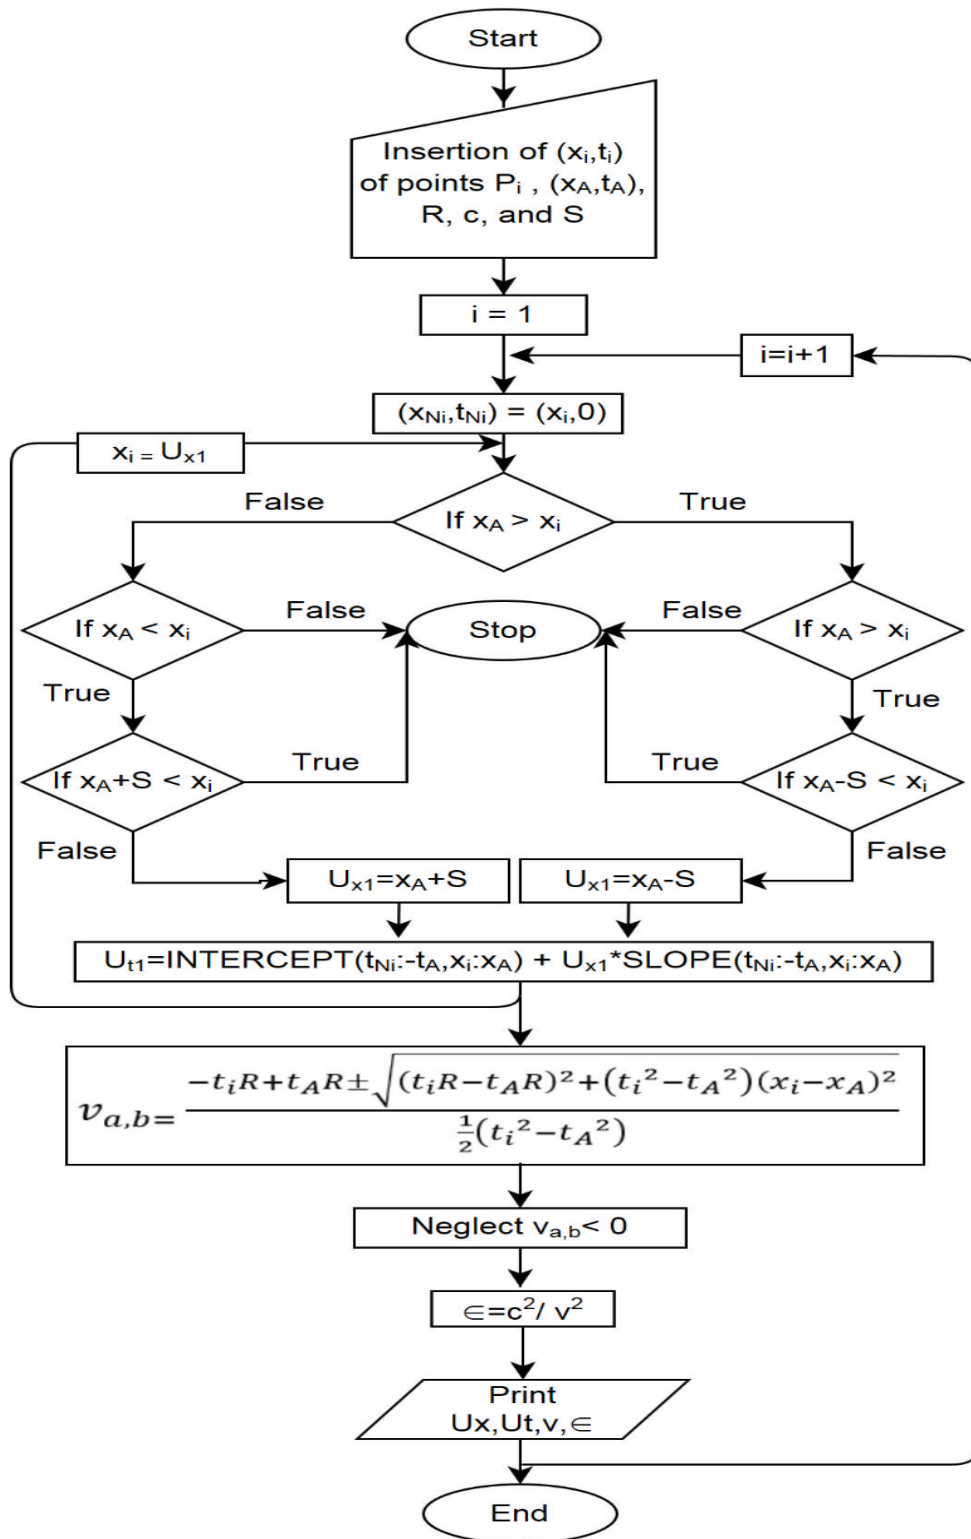 Start
Insertion of (xᵢ,tᵢ)
of points Pᵢ , (x_A,t_A),
R, c, and S
i = 1
i=i+1
(x_Ni,t_Ni) = (xᵢ,0)
xᵢ = U_x1
False
True
If x_A > xᵢ
False
False
If x_A < xᵢ
Stop
If x_A > xᵢ
True
True
True
True
If x_A+S < xᵢ
If x_A-S < xᵢ
False
False
U_x1=x_A+S
U_x1=x_A-S
U_t1=INTERCEPT(t_Ni:-t_A,xᵢ:x_A) + U_x1*SLOPE(t_Ni:-t_A,xᵢ:x_A)
v_a,b= (-tᵢR+t_AR±√((tᵢR-t_AR)²+(tᵢ²-t_A²)(xᵢ-x_A)²))/(½(tᵢ²-t_A²))
Neglect v_a,b< 0
∈=c²/ v²
Print
Ux,Ut,v,∈
End